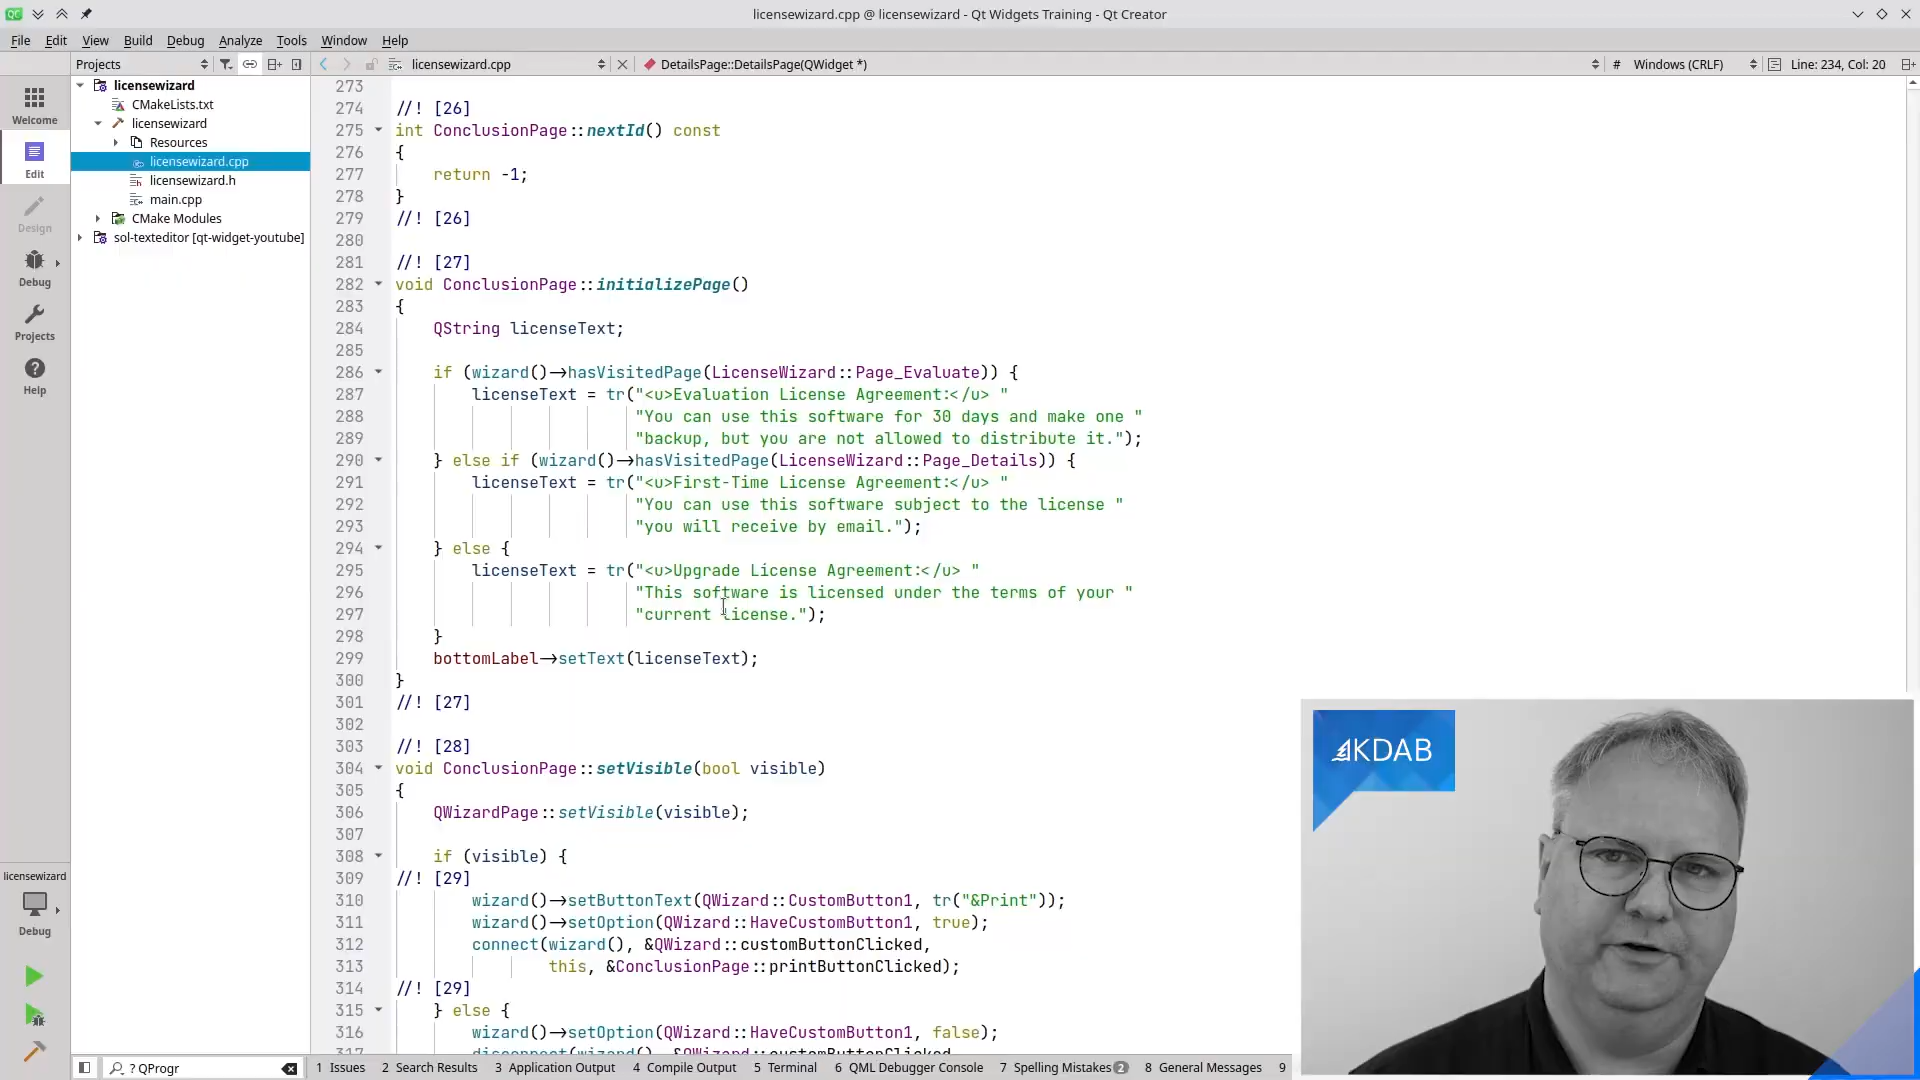 licensewizard.cpp @ licensewizard - Qt Widgets Training - Qt Creator
File Edit View Build Debug Analyze Tools Window Help
Projects licensewizard.cpp DetailsPage::DetailsPage(QWidget *) # Windows (CRLF) Line: 234, Col: 20
Welcome
Edit
Design
Debug
Projects
Help
licensewizard
Debug
licensewizard
CMakeLists.txt
licensewizard
Resources
licensewizard.cpp
licensewizard.h
main.cpp
CMake Modules
sol-texteditor [qt-widget-youtube]
273
274 //! [26]
275 int ConclusionPage::nextId() const
276 {
277 return -1;
278 }
279 //! [26]
280
281 //! [27]
282 void ConclusionPage::initializePage()
283 {
284 QString licenseText;
285
286 if (wizard()->hasVisitedPage(LicenseWizard::Page_Evaluate)) {
287 licenseText = tr("<u>Evaluation License Agreement:</u> "
288 "You can use this software for 30 days and make one "
289 "backup, but you are not allowed to distribute it.");
290 } else if (wizard()->hasVisitedPage(LicenseWizard::Page_Details)) {
291 licenseText = tr("<u>First-Time License Agreement:</u> "
292 "You can use this software subject to the license "
293 "you will receive by email.");
294 } else {
295 licenseText = tr("<u>Upgrade License Agreement:</u> "
296 "This software is licensed under the terms of your "
297 "current license.");
298 }
299 bottomLabel->setText(licenseText);
300 }
301 //! [27]
302
303 //! [28]
304 void ConclusionPage::setVisible(bool visible)
305 {
306 QWizardPage::setVisible(visible);
307
308 if (visible) {
309 //! [29]
310 wizard()->setButtonText(QWizard::CustomButton1, tr("&Print"));
311 wizard()->setOption(QWizard::HaveCustomButton1, true);
312 connect(wizard(), &QWizard::customButtonClicked,
313 this, &ConclusionPage::printButtonClicked);
314 //! [29]
315 } else {
316 wizard()->setOption(QWizard::HaveCustomButton1, false);
317 disconnect(wizard(), &QWizard::customButtonClicked,
KDAB
? QProgr 1 Issues 2 Search Results 3 Application Output 4 Compile Output 5 Terminal 6 QML Debugger Console 7 Spelling Mistakes 2 8 General Messages 9